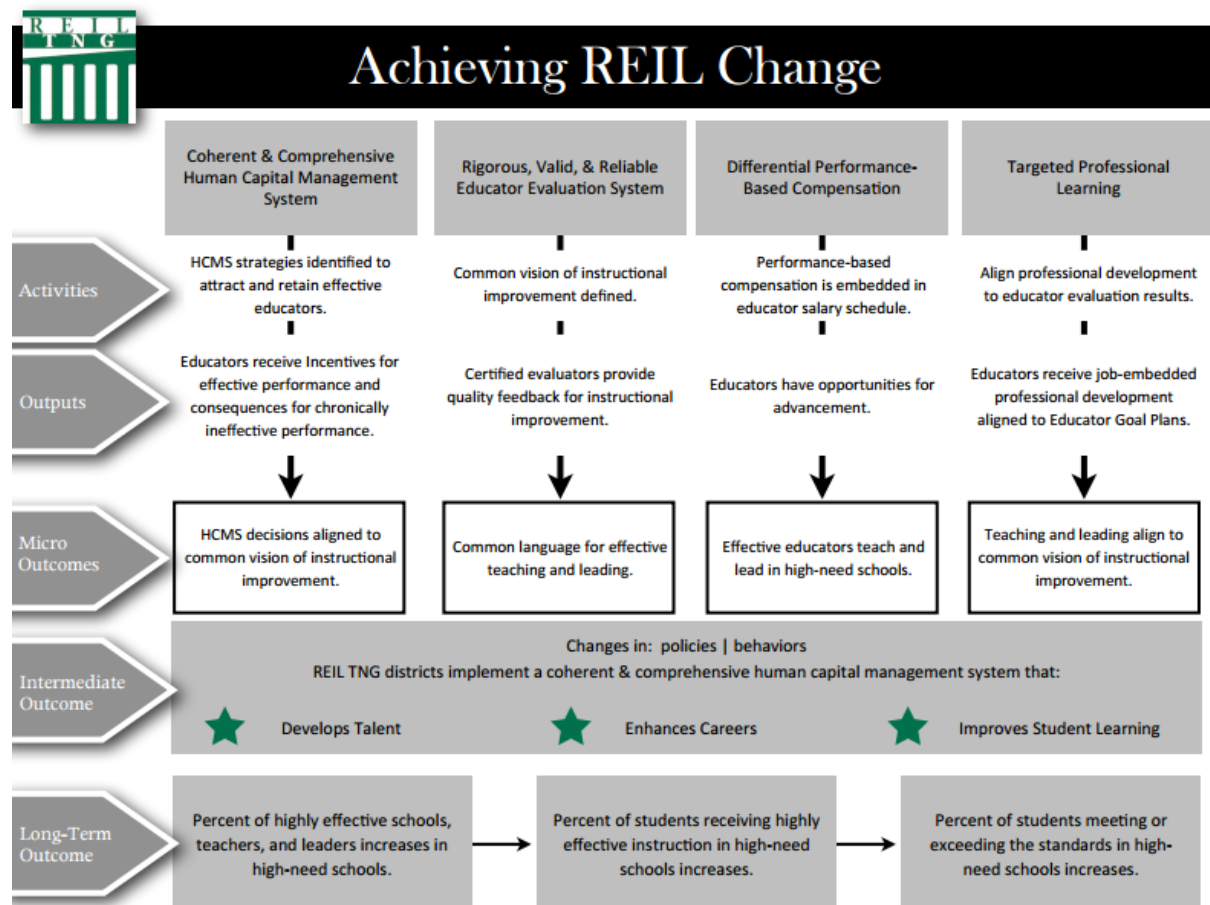 R E I L
T N G
Achieving REIL Change
Coherent & Comprehensive
Human Capital Management
System
Rigorous, Valid, & Reliable
Educator Evaluation System
Differential Performance-
Based Compensation
Targeted Professional
Learning
Activities
HCMS strategies identified to
attract and retain effective
educators.
Common vision of instructional
improvement defined.
Performance-based
compensation is embedded in
educator salary schedule.
Align professional development
to educator evaluation results.
Outputs
Educators receive Incentives for
effective performance and
consequences for chronically
ineffective performance.
Certified evaluators provide
quality feedback for instructional
improvement.
Educators have opportunities for
advancement.
Educators receive job-embedded
professional development
aligned to Educator Goal Plans.
Micro
Outcomes
HCMS decisions aligned to
common vision of instructional
improvement.
Common language for effective
teaching and leading.
Effective educators teach and
lead in high-need schools.
Teaching and leading align to
common vision of instructional
improvement.
Intermediate
Outcome
Changes in: policies | behaviors
REIL TNG districts implement a coherent & comprehensive human capital management system that:
Develops Talent
Enhances Careers
Improves Student Learning
Long-Term
Outcome
Percent of highly effective schools,
teachers, and leaders increases in
high-need schools.
Percent of students receiving highly
effective instruction in high-need
schools increases.
Percent of students meeting or
exceeding the standards in high-
need schools increases.